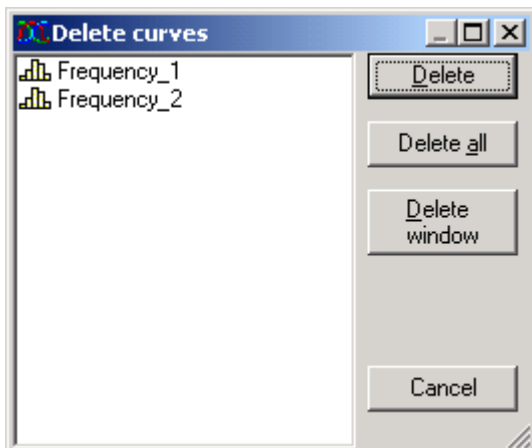 Delete curves
Frequency_1
Frequency_2
Delete
Delete all
Delete
window
Cancel